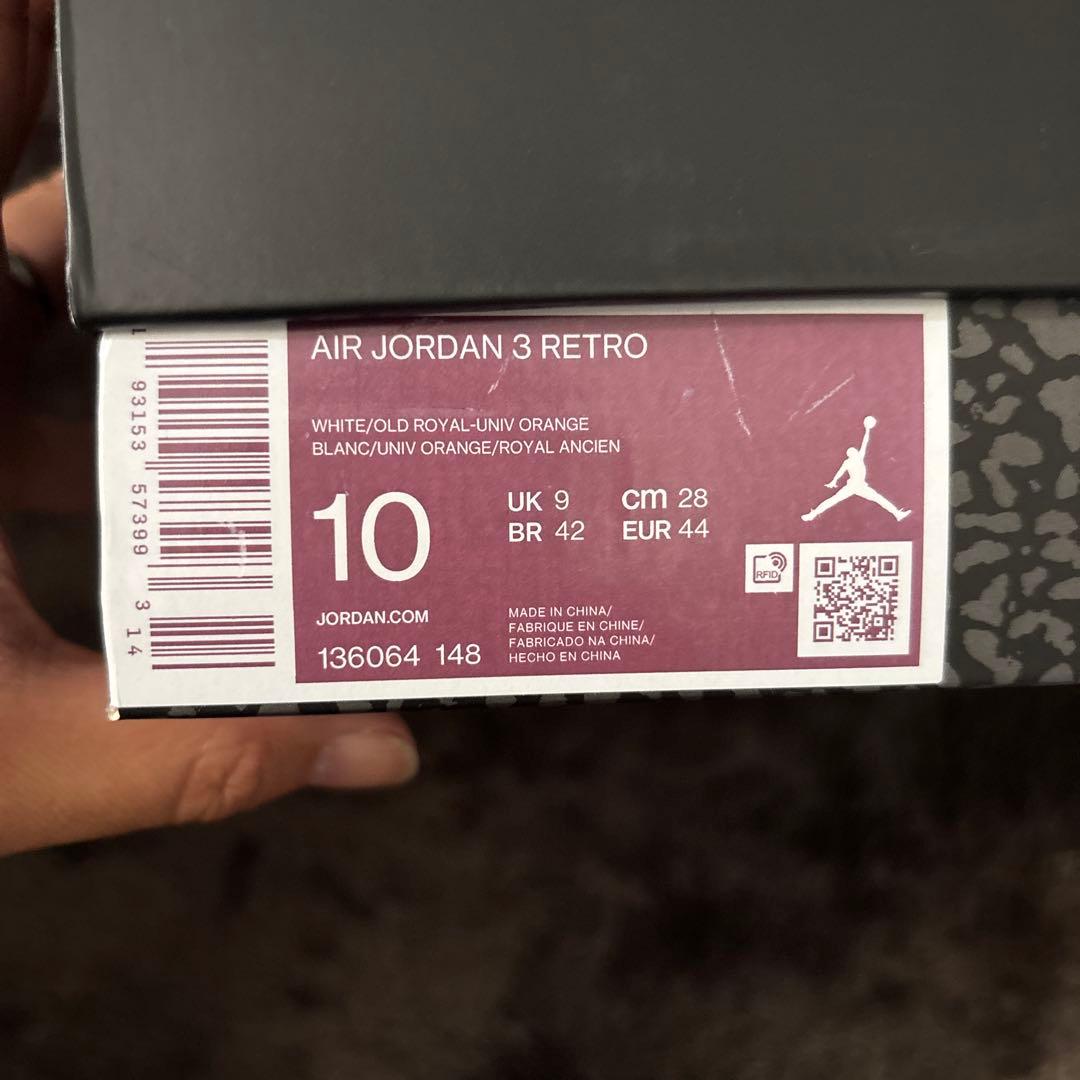 AIR JORDAN 3 RETRO
WHITE/OLD ROYAL-UNIV ORANGE
BLANC/UNIV ORANGE/ROYAL ANCIEN
10
UK 9
cm 28
BR 42
EUR 44
RFID
JORDAN.COM
136064 148
MADE IN CHINA/
FABRIQUE EN CHINE/
FABRICADO NA CHINA/
HECHO EN CHINA
93153 57399 3 14